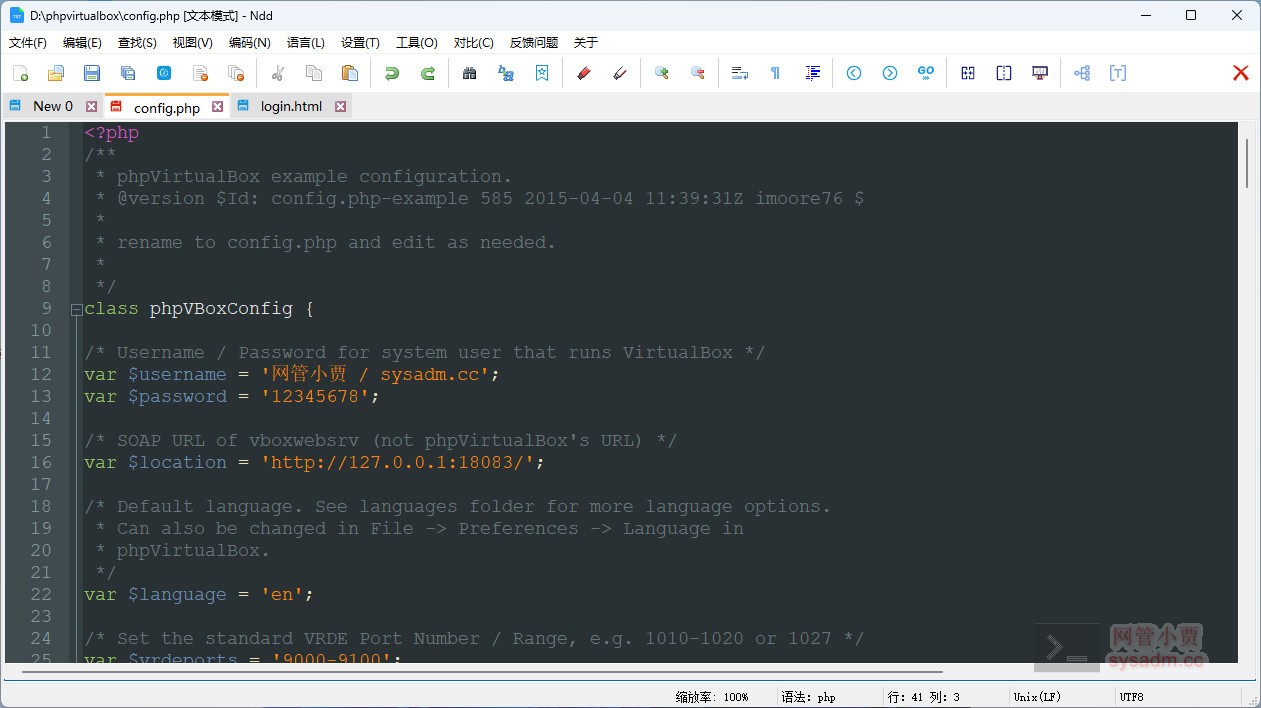 D:\phpvirtualbox\config.php [文本模式] - Ndd
文件(F) 编辑(E) 查找(S) 视图(V) 编码(N) 语言(L) 设置(T) 工具(O) 对比(C) 反馈问题 关于
New 0 config.php login.html
1 <?php
2 /**
3  * phpVirtualBox example configuration.
4  * @version $Id: config.php-example 585 2015-04-04 11:39:31Z imoore76 $
5  *
6  * rename to config.php and edit as needed.
7  *
8  */
9 class phpVBoxConfig {
10
11 /* Username / Password for system user that runs VirtualBox */
12 var $username = '网管小贾 / sysadm.cc';
13 var $password = '12345678';
14
15 /* SOAP URL of vboxwebsrv (not phpVirtualBox's URL) */
16 var $location = 'http://127.0.0.1:18083/';
17
18 /* Default language. See languages folder for more language options.
19  * Can also be changed in File -> Preferences -> Language in
20  * phpVirtualBox.
21  */
22 var $language = 'en';
23
24 /* Set the standard VRDE Port Number / Range, e.g. 1010-1020 or 1027 */
25 var $vrdeports = '9000-9100';
网管小贾
sysadm.cc
缩放率: 100% 语法: php 行: 41 列: 3 Unix(LF) UTF8